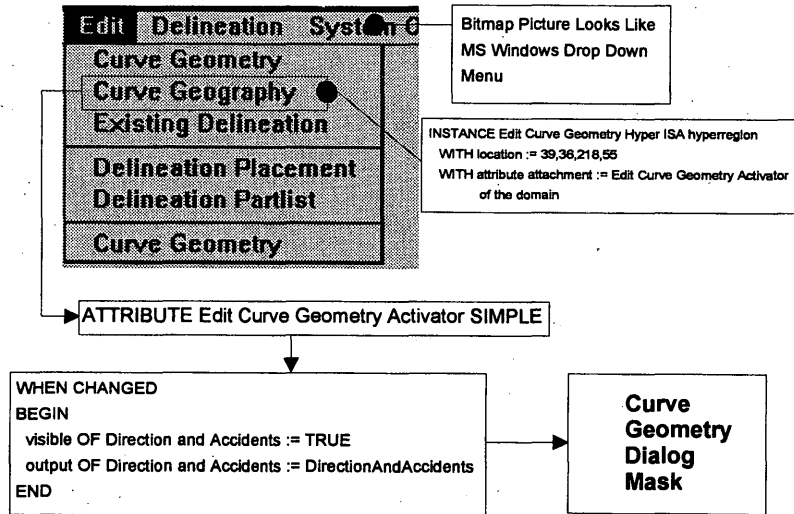 Edit Delineation System C
Curve Geometry
Curve Geography
Existing Delineation
Delineation Placement
Delineation Partlist
Curve Geometry
Bitmap Picture Looks Like
MS Windows Drop Down
Menu
INSTANCE Edit Curve Geometry Hyper ISA hyperregion
WITH location := 39,36,218,55
WITH attribute attachment := Edit Curve Geometry Activator
of the domain
ATTRIBUTE Edit Curve Geometry Activator SIMPLE
WHEN CHANGED
BEGIN
visible OF Direction and Accidents := TRUE
output OF Direction and Accidents := DirectionAndAccidents
END
Curve
Geometry
Dialog
Mask